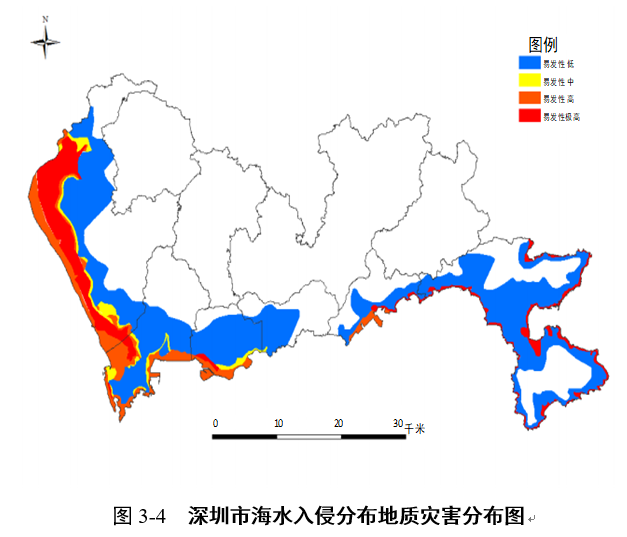 N
图例
易发性 低
易发性 中
易发性 高
易发性极高
0 10 20 30
千米
图 3-4 深圳市海水入侵分布地质灾害分布图